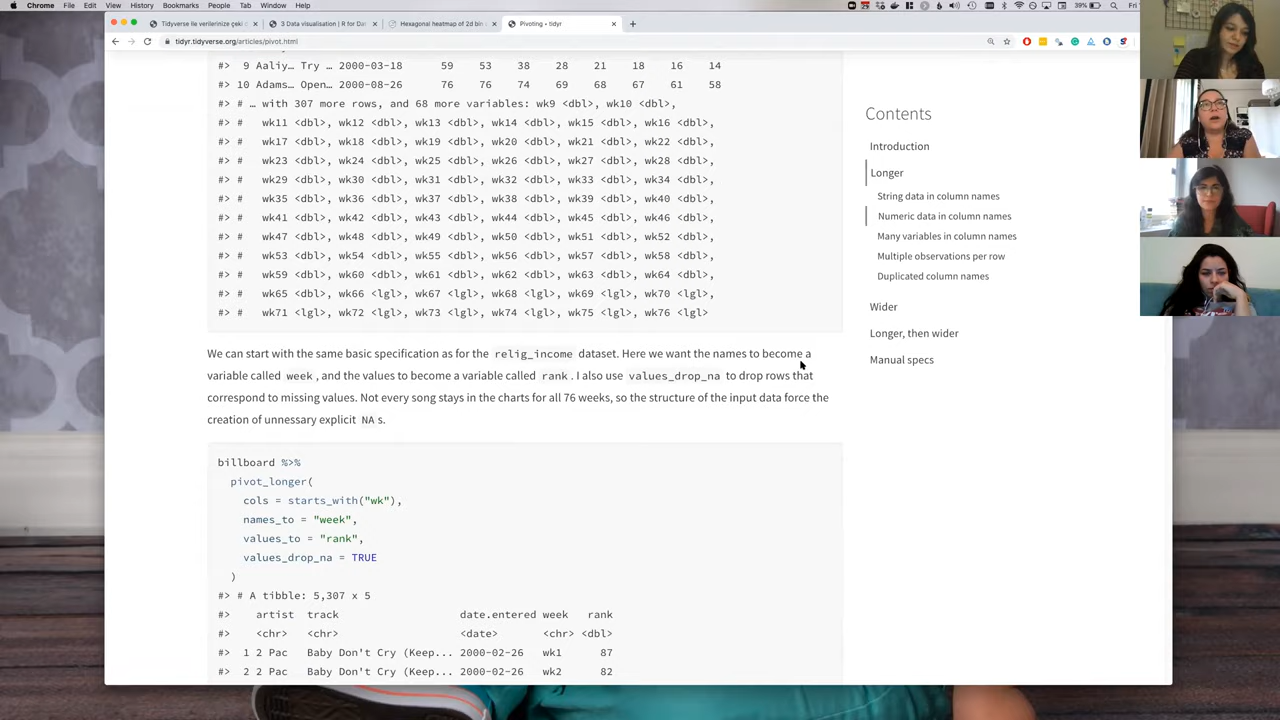 Chrome File Edit View History Bookmarks People Tab Window Help
39%
Tidyverse ile verilerinize çeki d
3 Data visualisation | R for Dat
Hexagonal heatmap of 2d bin c
Pivoting • tidyr
tidyr.tidyverse.org/articles/pivot.html
#> 9 Aaliy… Try … 2000-03-18 59 53 38 28 21 18 16 14
#> 10 Adams… Open… 2000-08-26 76 76 74 69 68 67 61 58
#> # … with 307 more rows, and 68 more variables: wk9 <dbl>, wk10 <dbl>,
#> # wk11 <dbl>, wk12 <dbl>, wk13 <dbl>, wk14 <dbl>, wk15 <dbl>, wk16 <dbl>,
#> # wk17 <dbl>, wk18 <dbl>, wk19 <dbl>, wk20 <dbl>, wk21 <dbl>, wk22 <dbl>,
#> # wk23 <dbl>, wk24 <dbl>, wk25 <dbl>, wk26 <dbl>, wk27 <dbl>, wk28 <dbl>,
#> # wk29 <dbl>, wk30 <dbl>, wk31 <dbl>, wk32 <dbl>, wk33 <dbl>, wk34 <dbl>,
#> # wk35 <dbl>, wk36 <dbl>, wk37 <dbl>, wk38 <dbl>, wk39 <dbl>, wk40 <dbl>,
#> # wk41 <dbl>, wk42 <dbl>, wk43 <dbl>, wk44 <dbl>, wk45 <dbl>, wk46 <dbl>,
#> # wk47 <dbl>, wk48 <dbl>, wk49 <dbl>, wk50 <dbl>, wk51 <dbl>, wk52 <dbl>,
#> # wk53 <dbl>, wk54 <dbl>, wk55 <dbl>, wk56 <dbl>, wk57 <dbl>, wk58 <dbl>,
#> # wk59 <dbl>, wk60 <dbl>, wk61 <dbl>, wk62 <dbl>, wk63 <dbl>, wk64 <dbl>,
#> # wk65 <dbl>, wk66 <lgl>, wk67 <lgl>, wk68 <lgl>, wk69 <lgl>, wk70 <lgl>,
#> # wk71 <lgl>, wk72 <lgl>, wk73 <lgl>, wk74 <lgl>, wk75 <lgl>, wk76 <lgl>
We can start with the same basic specification as for the relig_income dataset. Here we want the names to become a
variable called week, and the values to become a variable called rank. I also use values_drop_na to drop rows that
correspond to missing values. Not every song stays in the charts for all 76 weeks, so the structure of the input data force the
creation of unnessary explicit NAs.
billboard %>%
pivot_longer(
cols = starts_with("wk"),
names_to = "week",
values_to = "rank",
values_drop_na = TRUE
)
#> # A tibble: 5,307 x 5
#> artist track date.entered week rank
#> <chr> <chr> <date> <chr> <dbl>
#> 1 2 Pac Baby Don't Cry (Keep... 2000-02-26 wk1 87
#> 2 2 Pac Baby Don't Cry (Keep... 2000-02-26 wk2 82
Contents
Introduction
Longer
String data in column names
Numeric data in column names
Many variables in column names
Multiple observations per row
Duplicated column names
Wider
Longer, then wider
Manual specs